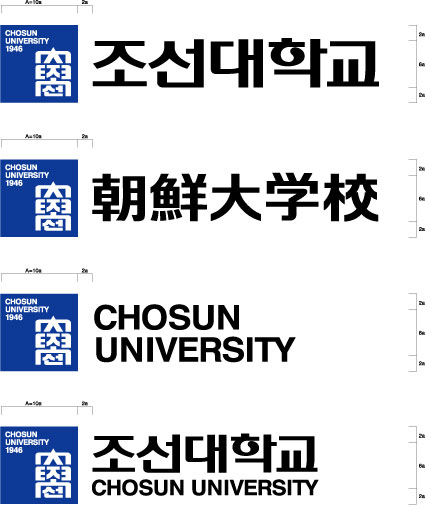 A=10a 2a
CHOSUN
UNIVERSITY
1946
조선대학교
2a
6a
2a
A=10a 2a
CHOSUN
UNIVERSITY
1946
朝鮮大学校
2a
6a
2a
A=10a 2a
CHOSUN
UNIVERSITY
1946
CHOSUN
UNIVERSITY
2a
6a
2a
A=10a 2a
CHOSUN
UNIVERSITY
1946
조선대학교
CHOSUN UNIVERSITY
2a
6a
2a